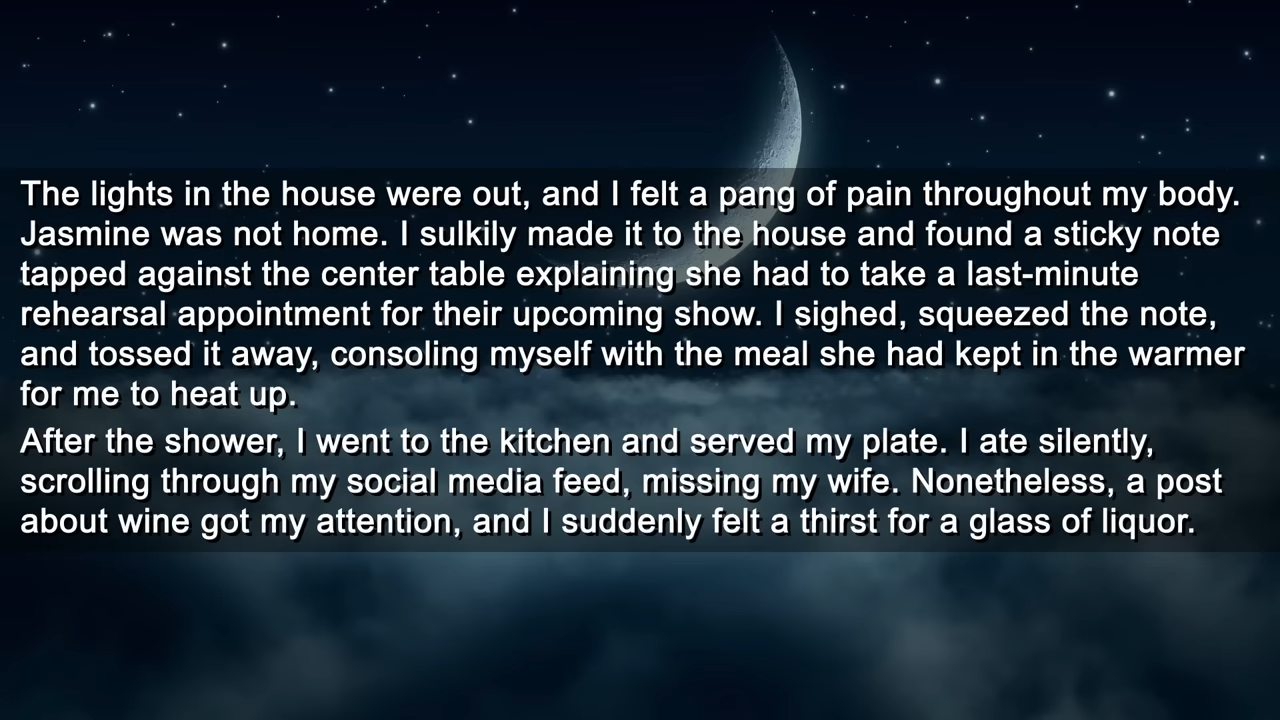 The lights in the house were out, and I felt a pang of pain throughout my body.
Jasmine was not home. I sulkily made it to the house and found a sticky note
tapped against the center table explaining she had to take a last-minute
rehearsal appointment for their upcoming show. I sighed, squeezed the note,
and tossed it away, consoling myself with the meal she had kept in the warmer
for me to heat up.
After the shower, I went to the kitchen and served my plate. I ate silently,
scrolling through my social media feed, missing my wife. Nonetheless, a post
about wine got my attention, and I suddenly felt a thirst for a glass of liquor.